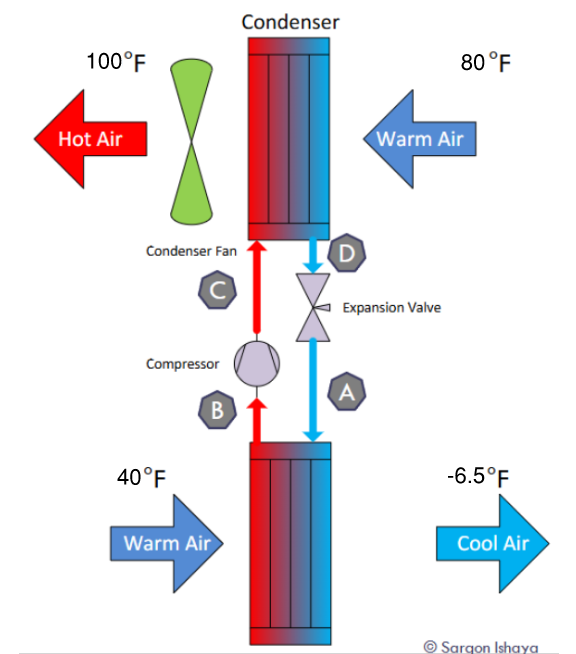 Condenser
100°F
80°F
Hot Air
Warm Air
Condenser Fan
D
C
Expansion Valve
Compressor
A
B
40°F
-6.5°F
Warm Air
Cool Air
© Sargon Ishaya